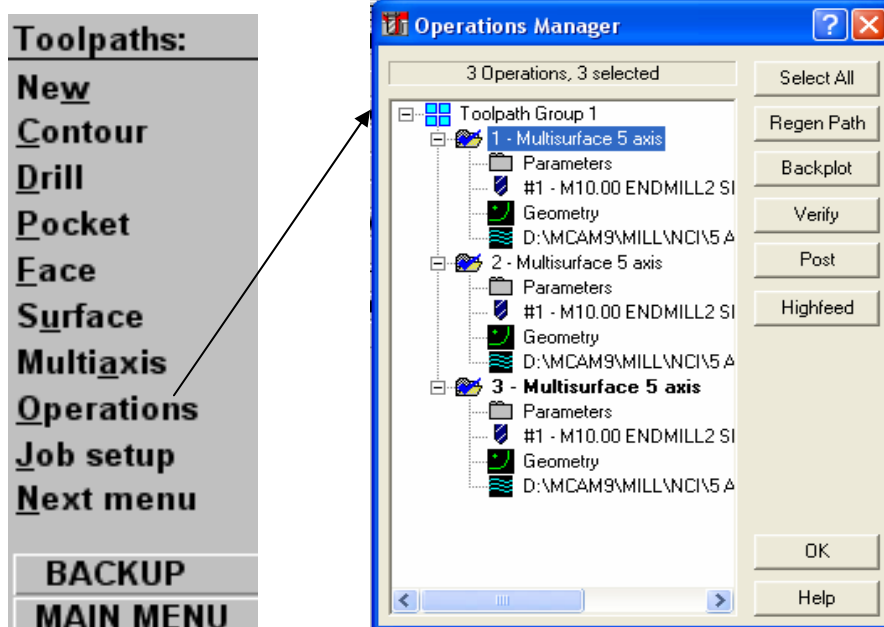 Toolpaths:
New
Contour
Drill
Pocket
Face
Surface
Multiaxis
Operations
Job setup
Next menu
BACKUP
MAIN MENU
Operations Manager
3 Operations, 3 selected
Toolpath Group 1
1 - Multisurface 5 axis
Parameters
#1 - M10.00 ENDMILL2 SI
Geometry
D:\MCAM9\MILL\NCI\5 A
2 - Multisurface 5 axis
Parameters
#1 - M10.00 ENDMILL2 SI
Geometry
D:\MCAM9\MILL\NCI\5 A
3 - Multisurface 5 axis
Parameters
#1 - M10.00 ENDMILL2 SI
Geometry
D:\MCAM9\MILL\NCI\5 A
Select All
Regen Path
Backplot
Verify
Post
Highfeed
OK
Help